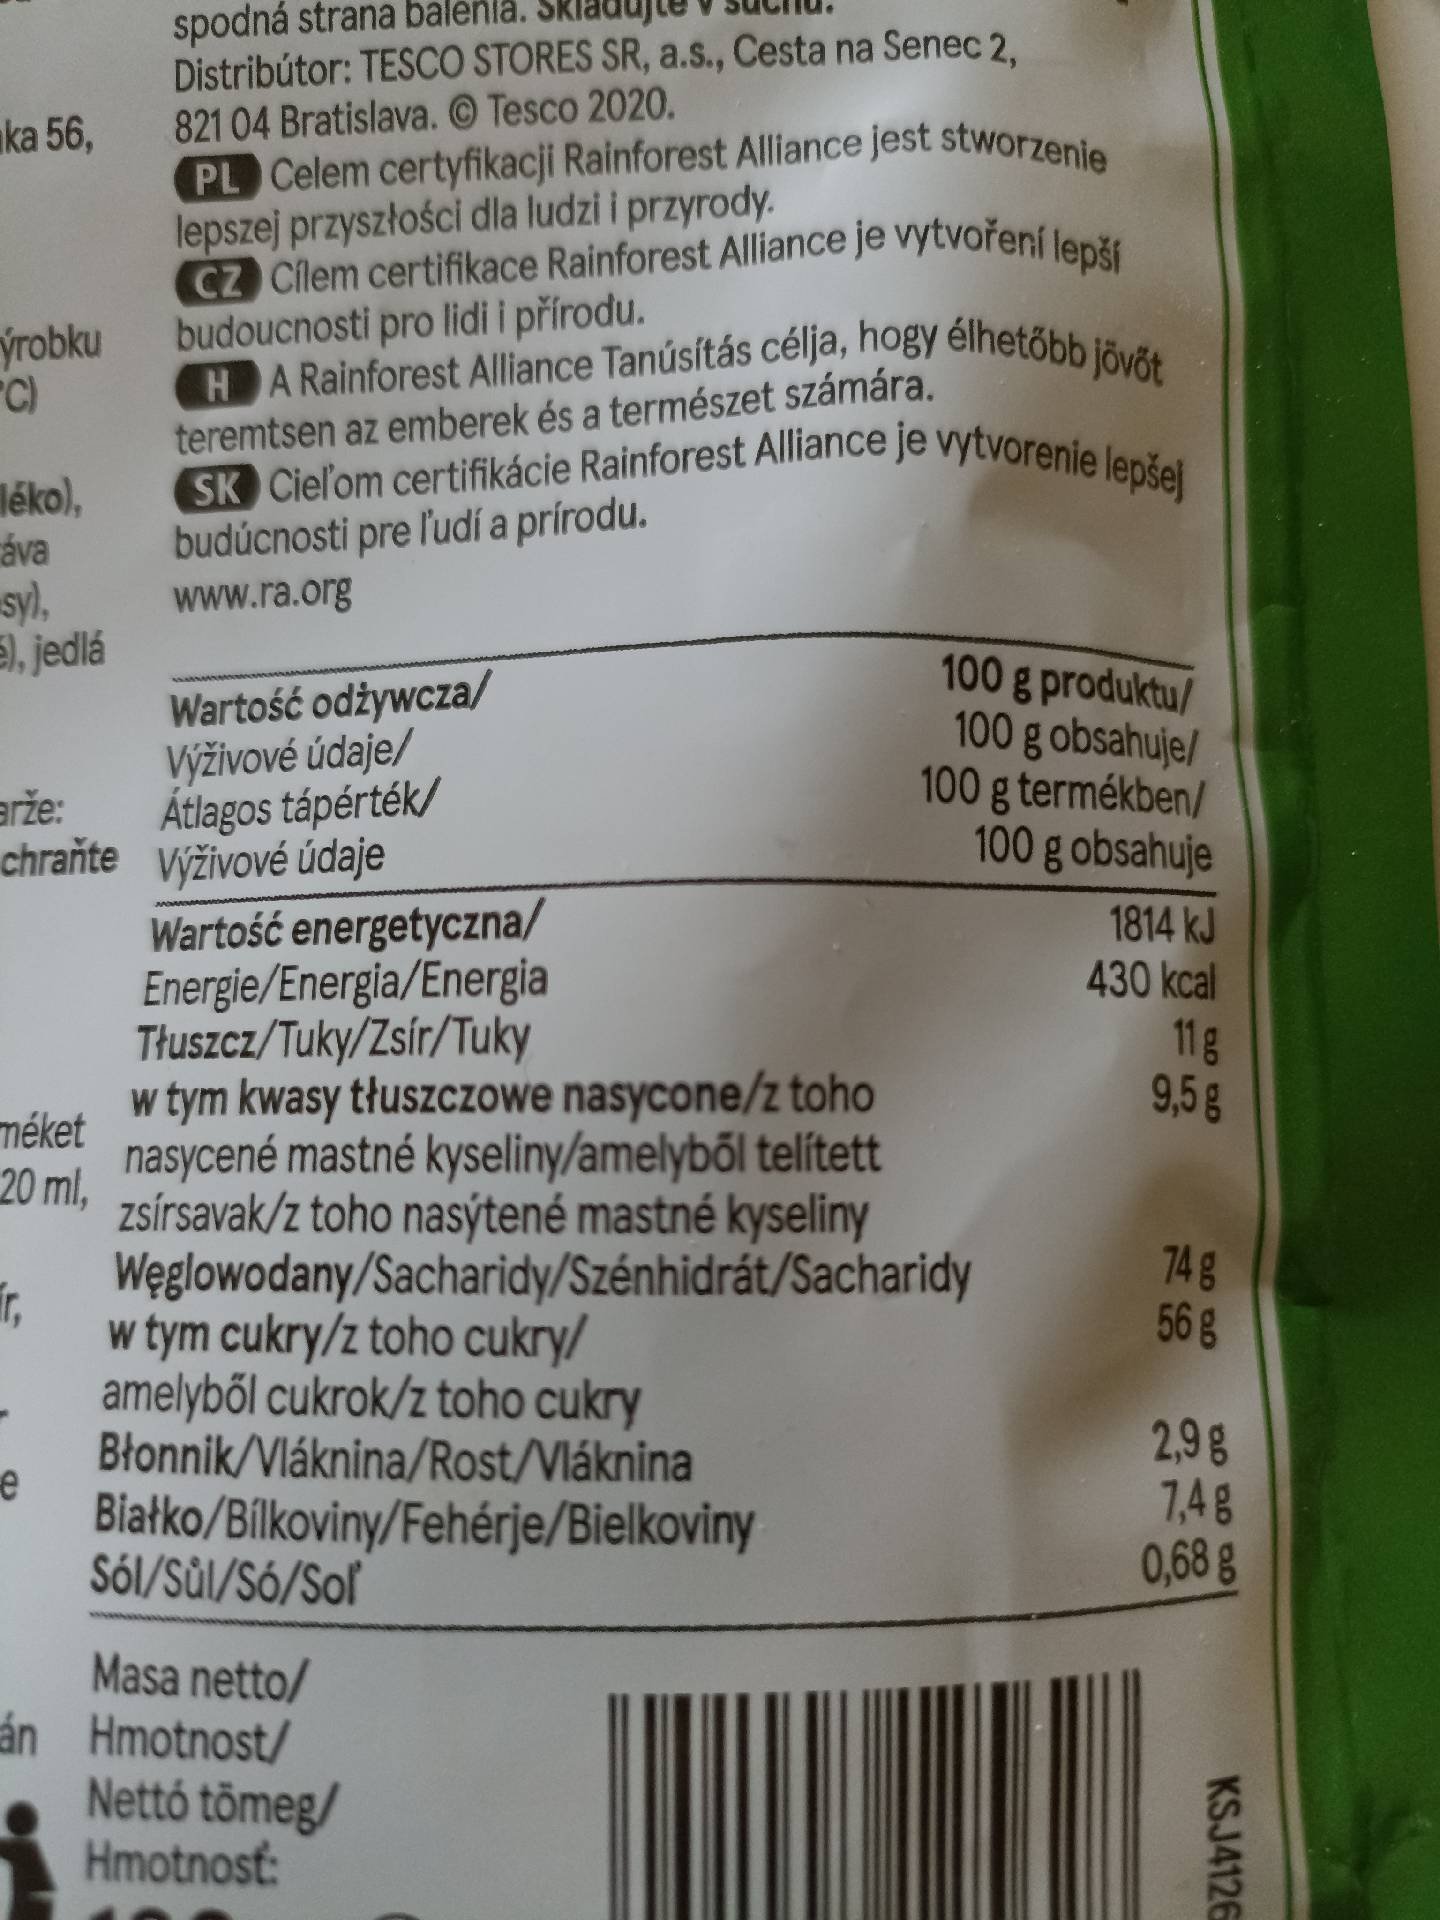 spodná strana balenia. Skladujte v suchu.
Distribútor: TESCO STORES SR, a.s., Cesta na Senec 2,
821 04 Bratislava. © Tesco 2020.
PL Celem certyfikacji Rainforest Alliance jest stworzenie
lepszej przyszłości dla ludzi i przyrody.
CZ Cílem certifikace Rainforest Alliance je vytvoření lepší
budoucnosti pro lidi i přírodu.
H A Rainforest Alliance Tanúsítás célja, hogy élhetőbb jövőt
teremtsen az emberek és a természet számára.
SK Cieľom certifikácie Rainforest Alliance je vytvorenie lepšej
budúcnosti pre ľudí a prírodu.
www.ra.org
56,
C)
jedlá
chraňte
20 ml,
Wartość odżywcza/ 100 g produktu/
Výživové údaje/ 100 g obsahuje/
Átlagos tápérték/ 100 g termékben/
Výživové údaje 100 g obsahuje
Wartość energetyczna/ 1814 kJ
Energie/Energia/Energia 430 kcal
Tłuszcz/Tuky/Zsír/Tuky 11 g
w tym kwasy tłuszczowe nasycone/z toho 9,5 g
nasycené mastné kyseliny/amelyből telített
zsírsavak/z toho nasýtené mastné kyseliny
Węglowodany/Sacharidy/Szénhidrát/Sacharidy 74 g
w tym cukry/z toho cukry/ 56 g
amelyből cukrok/z toho cukry
Błonnik/Vláknina/Rost/Vláknina 2,9 g
Białko/Bílkoviny/Fehérje/Bielkoviny 7,4 g
Sól/Sůl/Só/Soľ 0,68 g
Masa netto/
Hmotnost/
Nettó tömeg/
Hmotnosť:
KSJ4126